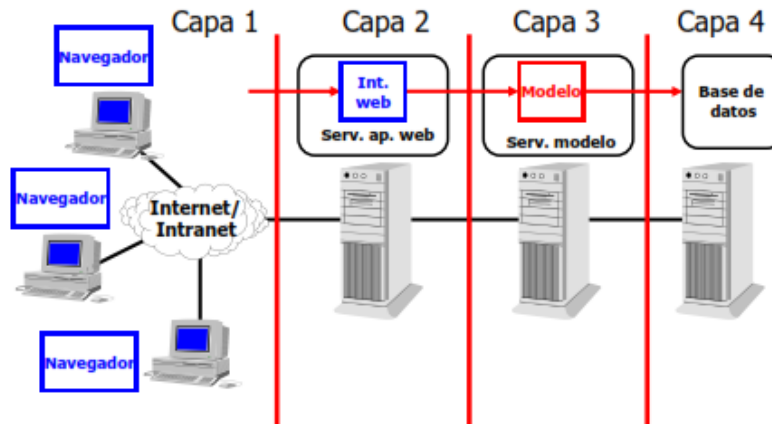 Capa 1
Capa 2
Capa 3
Capa 4
Navegador
Int.
web
Serv. ap. web
Modelo
Serv. modelo
Base de
datos
Navegador
Internet/
Intranet
Navegador